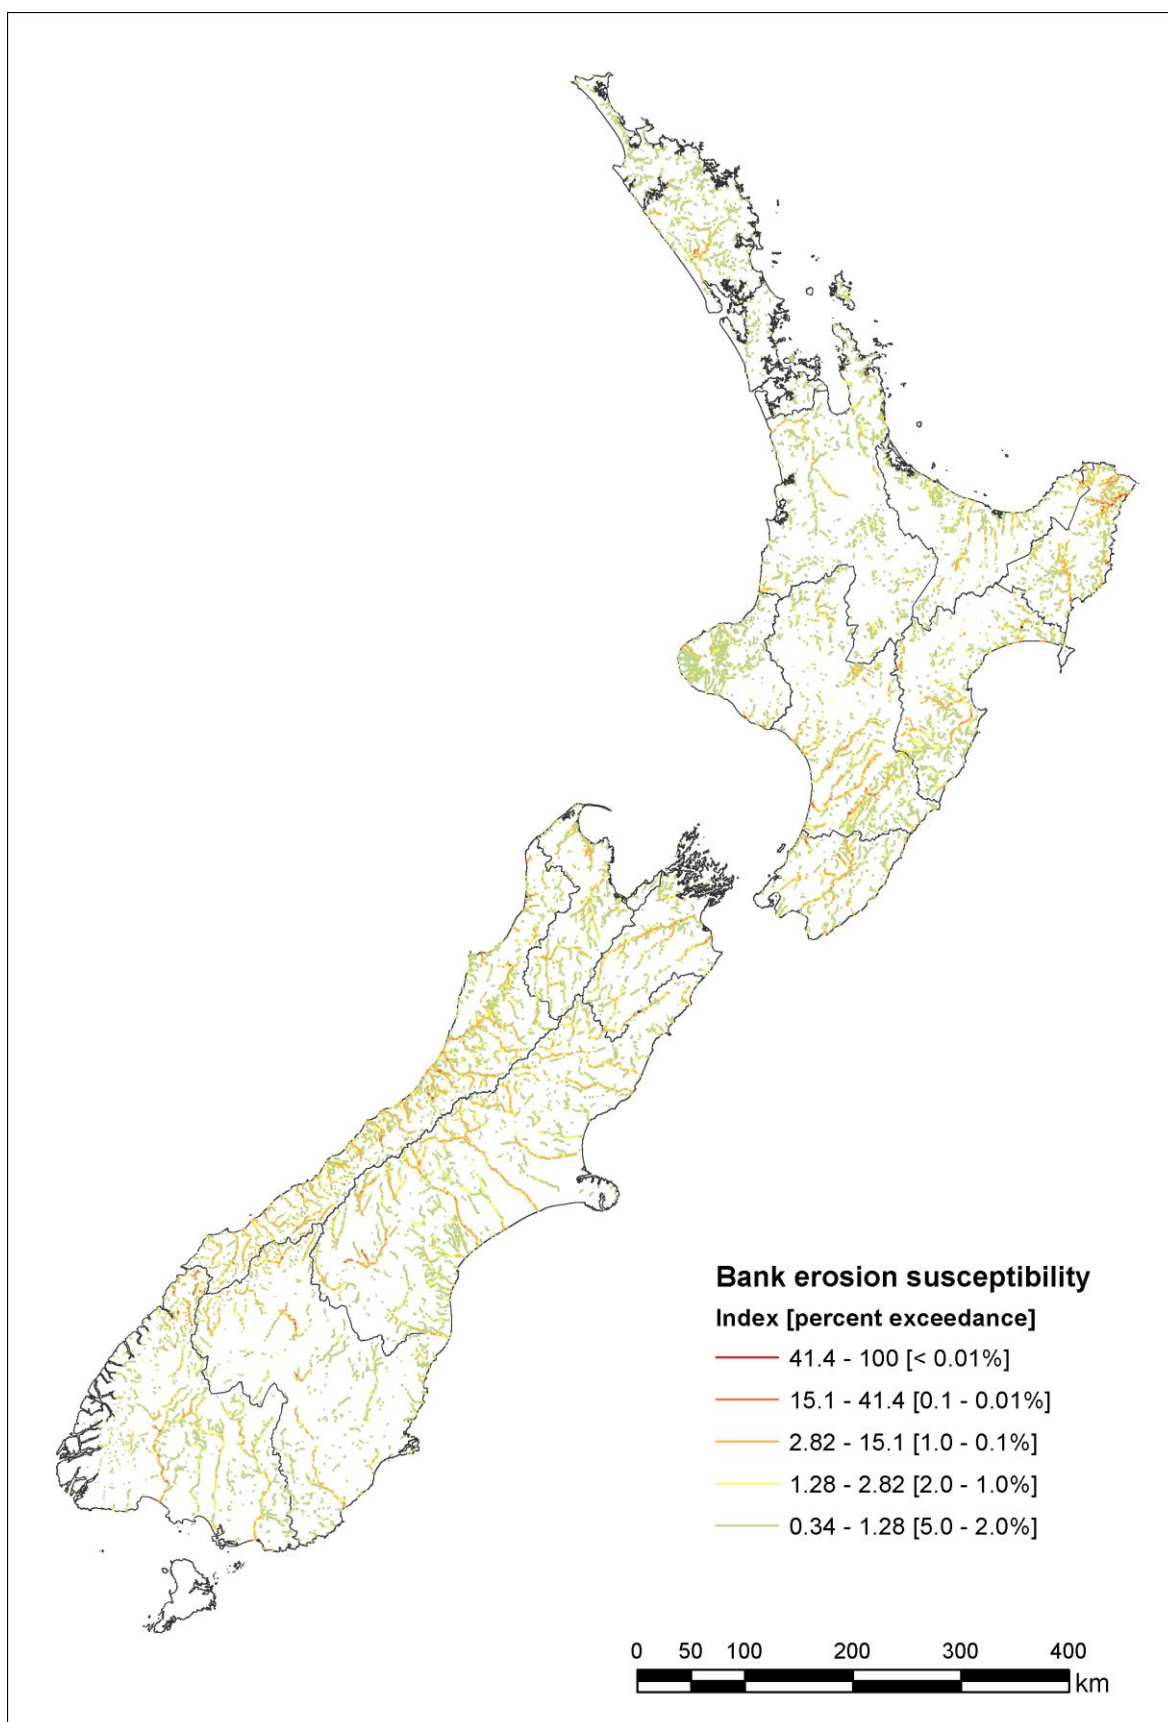 Bank erosion susceptibility
Index [percent exceedance]
41.4 - 100 [< 0.01%]
15.1 - 41.4 [0.1 - 0.01%]
2.82 - 15.1 [1.0 - 0.1%]
1.28 - 2.82 [2.0 - 1.0%]
0.34 - 1.28 [5.0 - 2.0%]
0 50 100 200 300 400
km